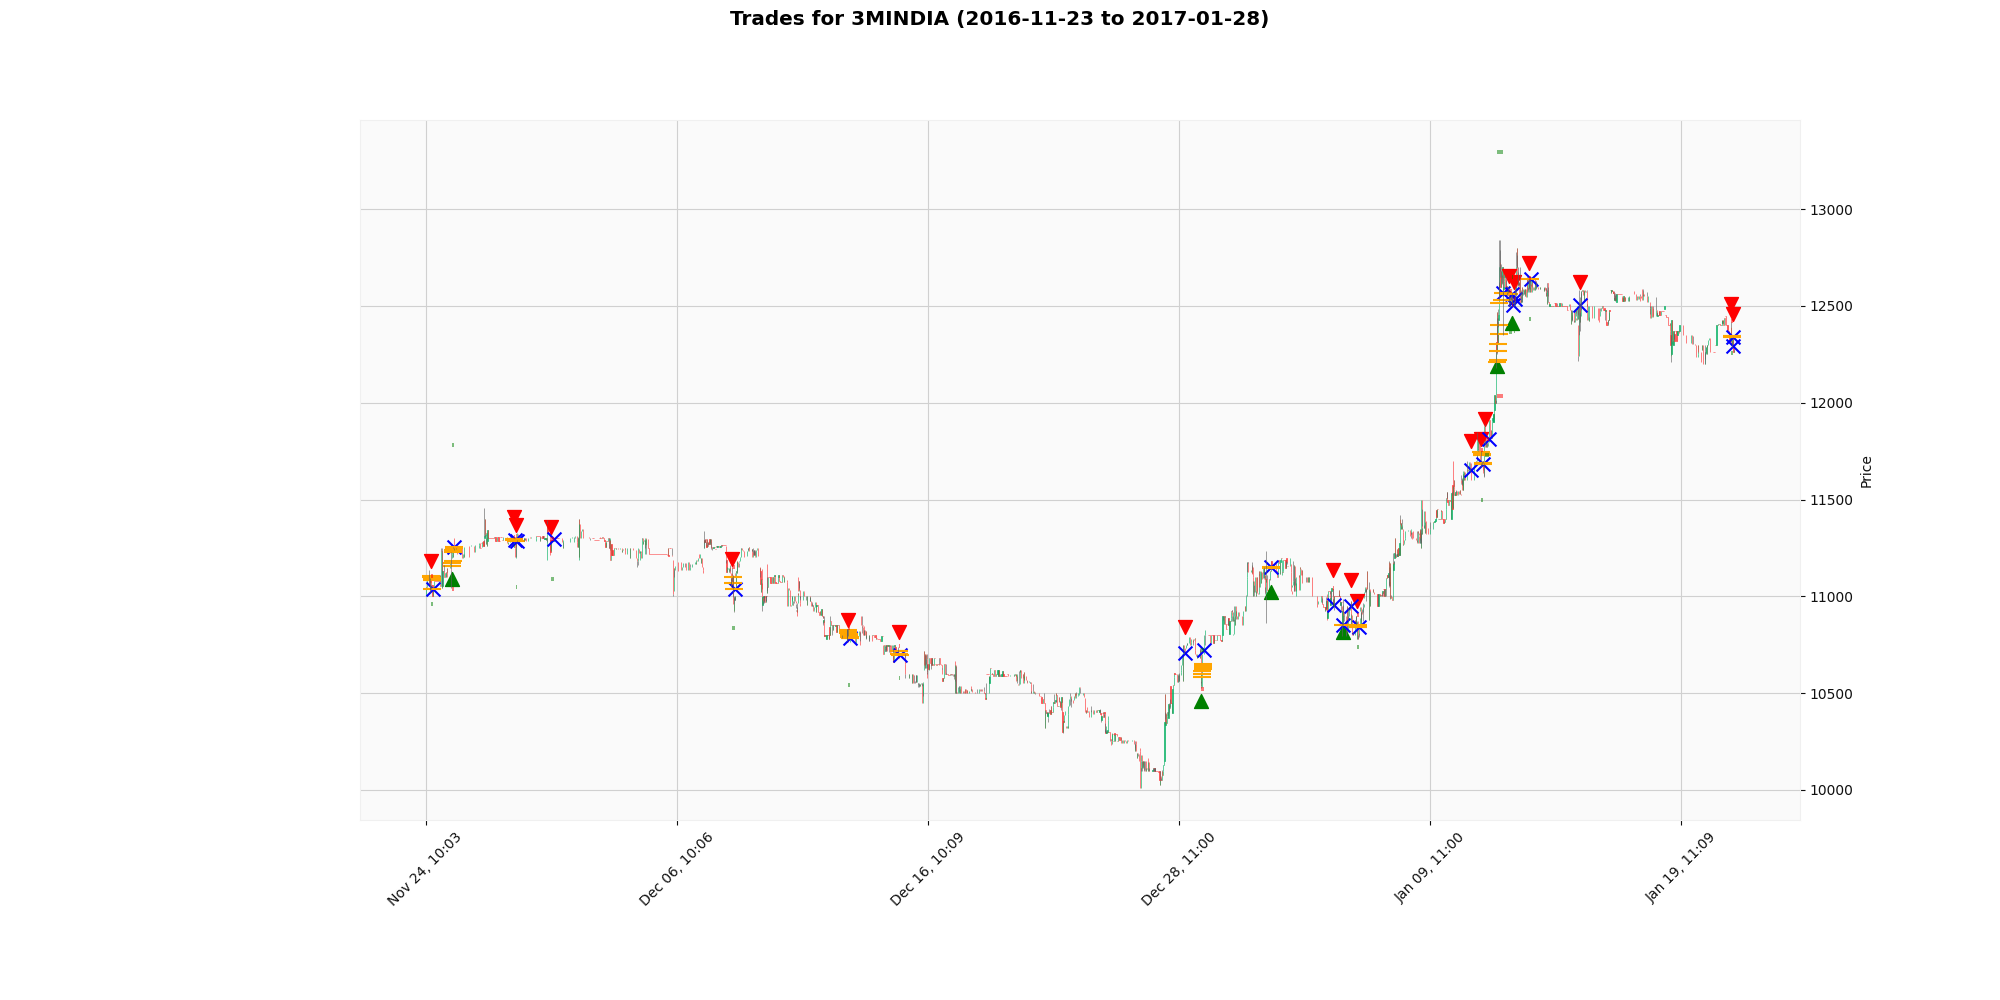 Trades for 3MINDIA (2016-11-23 to 2017-01-28)
13000
12500
12000
11500
11000
10500
10000
Price
Nov 24, 10:03
Dec 06, 10:06
Dec 16, 10:09
Dec 28, 11:00
Jan 09, 11:00
Jan 19, 11:09